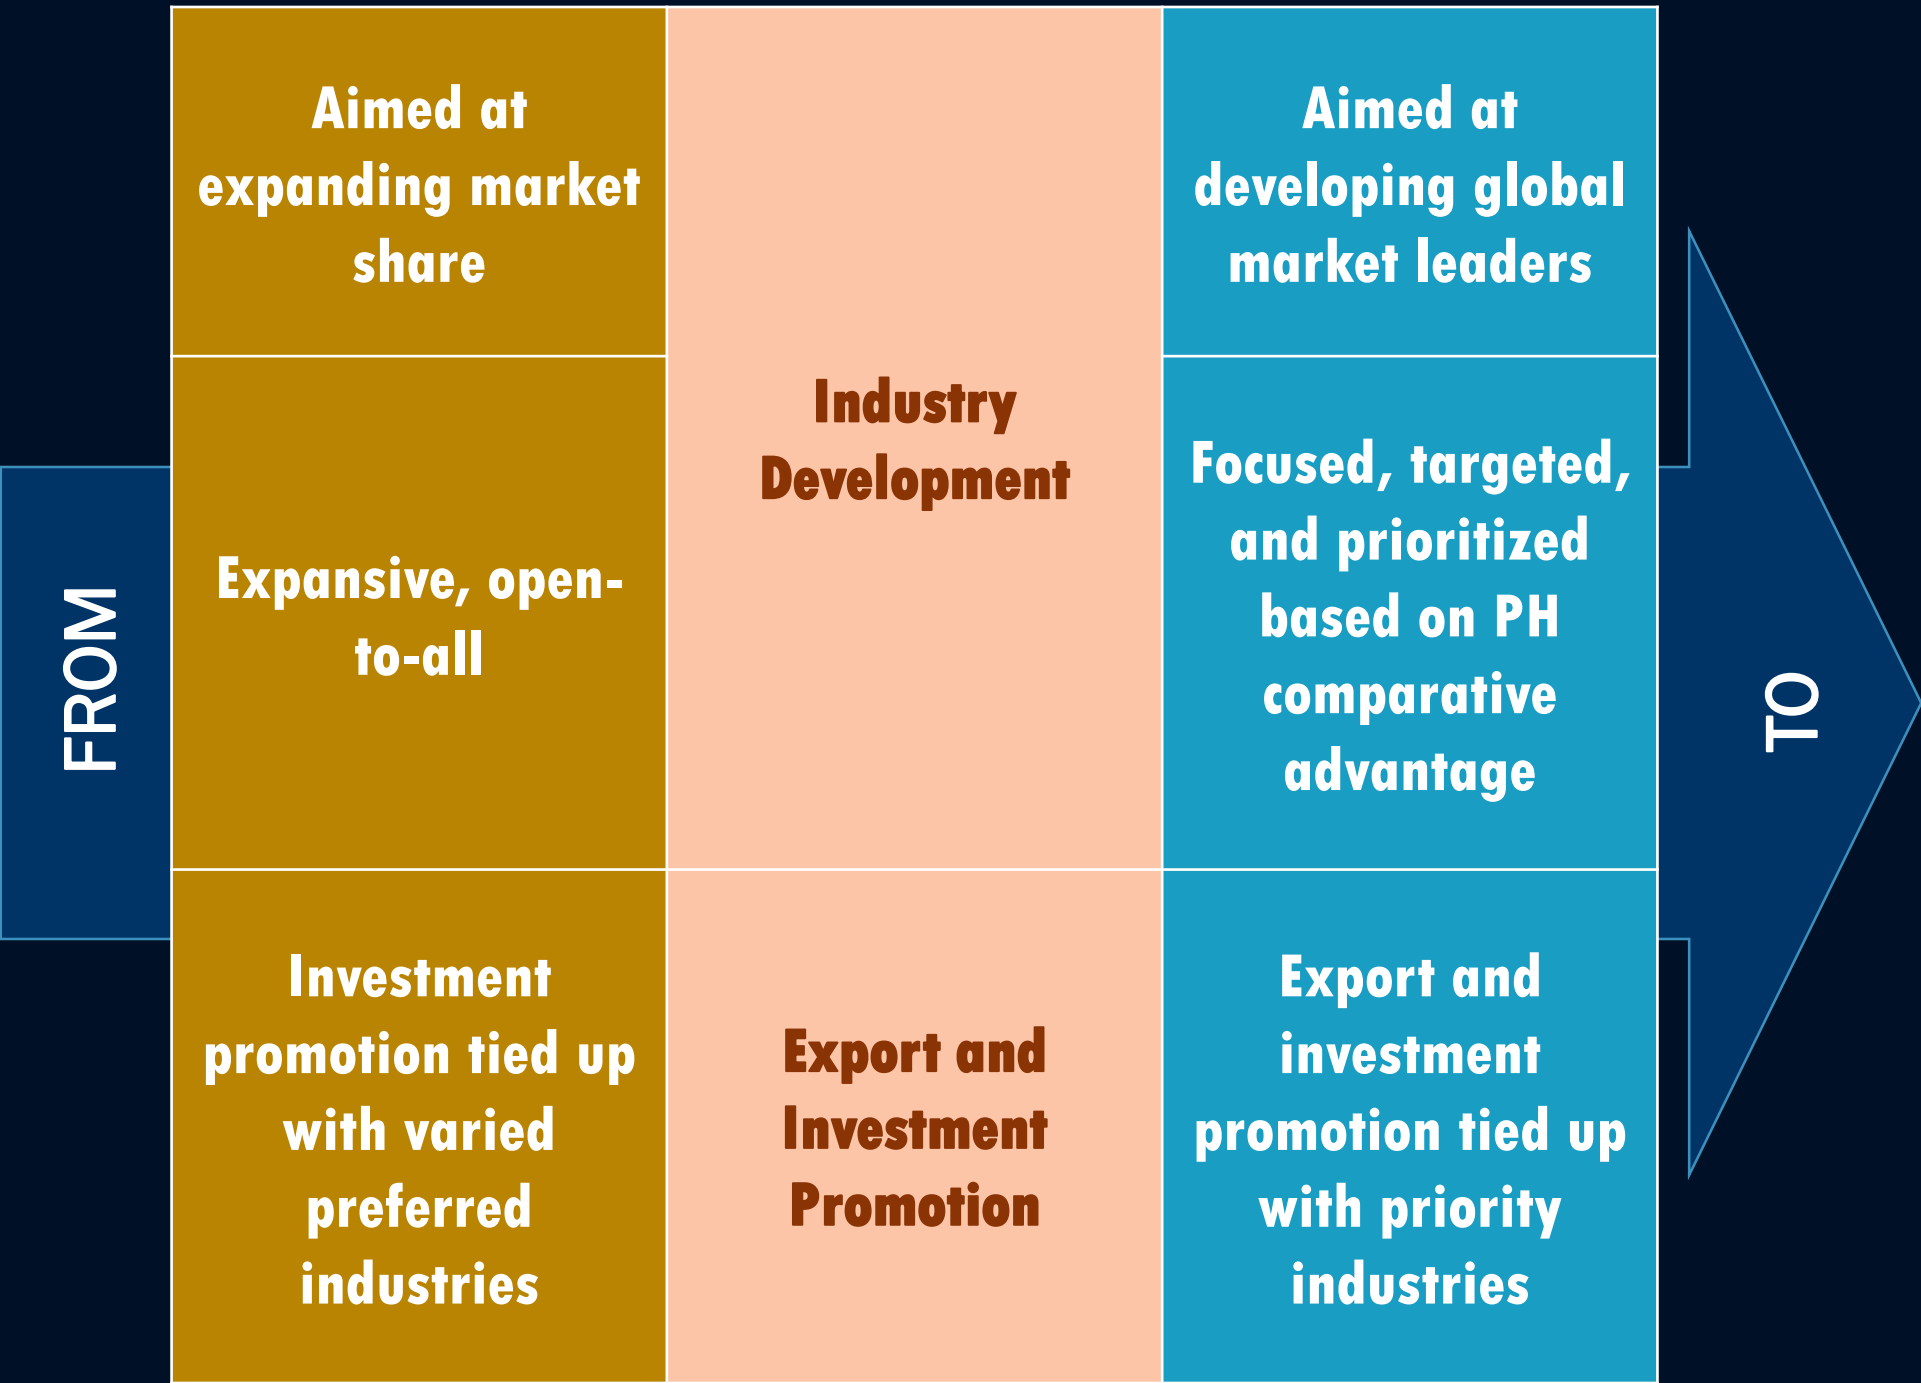 FROM
Aimed at
expanding market
share
Expansive, open-
to-all
Investment
promotion tied up
with varied
preferred
industries
Industry
Development
Export and
Investment
Promotion
Aimed at
developing global
market leaders
Focused, targeted,
and prioritized
based on PH
comparative
advantage
Export and
investment
promotion tied up
with priority
industries
TO